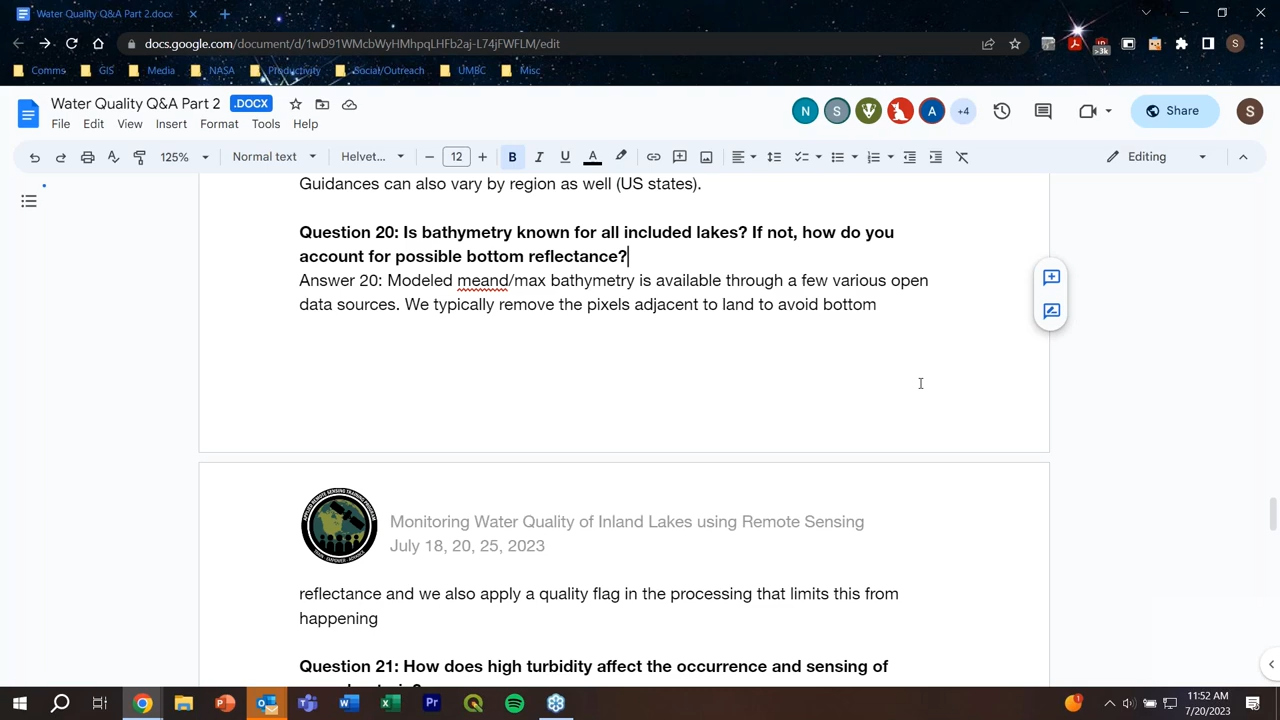 Water Quality Q&A Part 2.docx
docs.google.com/document/d/1wD91WMcbWyHMhpqLHFb2aj-L74jFWFLM/edit
>3k
S
Comms GIS Media NASA Productivity Social/Outreach UMBC Misc
Water Quality Q&A Part 2 .DOCX
N S A +4 Share S
File Edit View Insert Format Tools Help
125% Normal text Helvet... 12 B I U A Editing
Guidances can also vary by region as well (US states).
Question 20: Is bathymetry known for all included lakes? If not, how do you
account for possible bottom reflectance?
Answer 20: Modeled meand/max bathymetry is available through a few various open
data sources. We typically remove the pixels adjacent to land to avoid bottom
Monitoring Water Quality of Inland Lakes using Remote Sensing
July 18, 20, 25, 2023
reflectance and we also apply a quality flag in the processing that limits this from
happening
Question 21: How does high turbidity affect the occurrence and sensing of
11:52 AM
7/20/2023